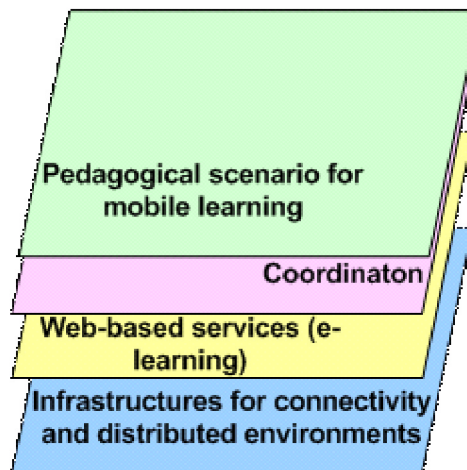 Pedagogical scenario for
mobile learning
Coordinaton
Web-based services (e-
learning)
Infrastructures for connectivity
and distributed environments